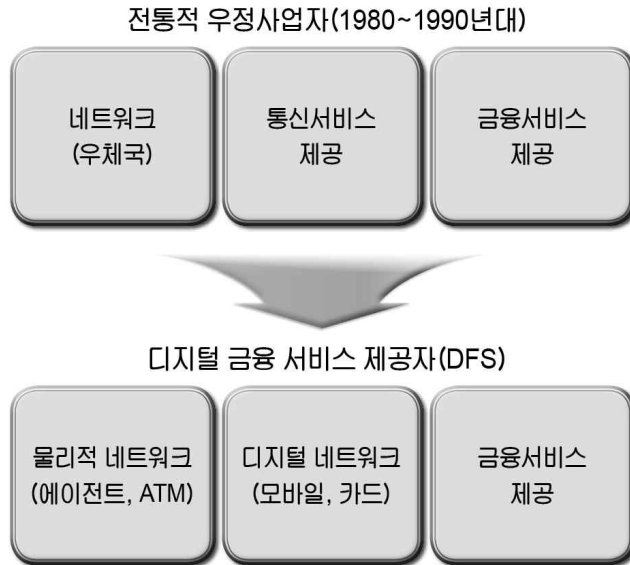 전통적 우정사업자(1980~1990년대)
네트워크
(우체국)
통신서비스
제공
금융서비스
제공
디지털 금융 서비스 제공자(DFS)
물리적 네트워크
(에이전트, ATM)
디지털 네트워크
(모바일, 카드)
금융서비스
제공